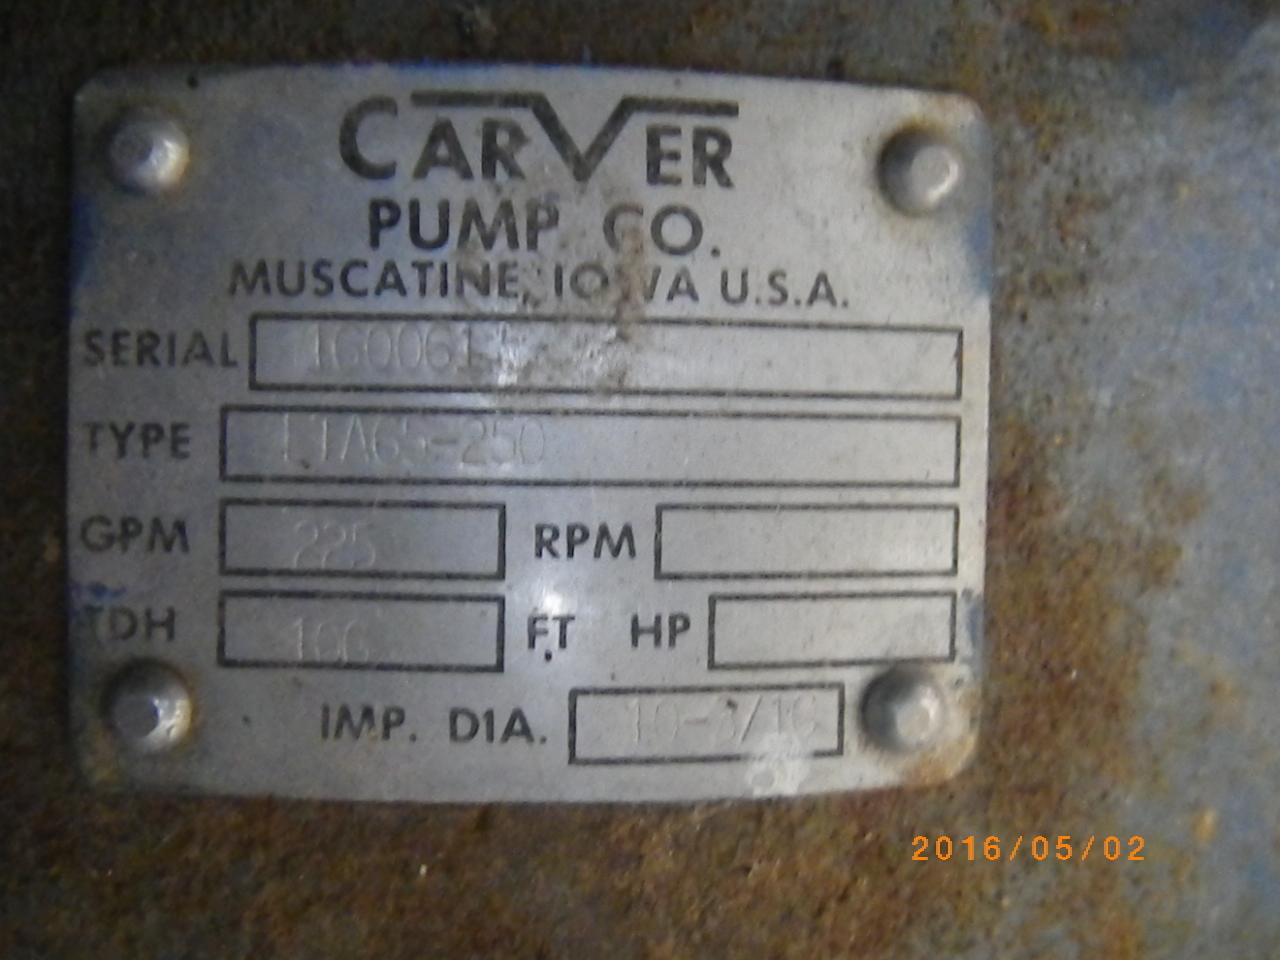 CARVER
PUMP CO.
MUSCATINE, IOWA U.S.A.
SERIAL
TYPE
GPM 225 RPM
TDH FT. HP
IMP. DIA.
2016/05/02